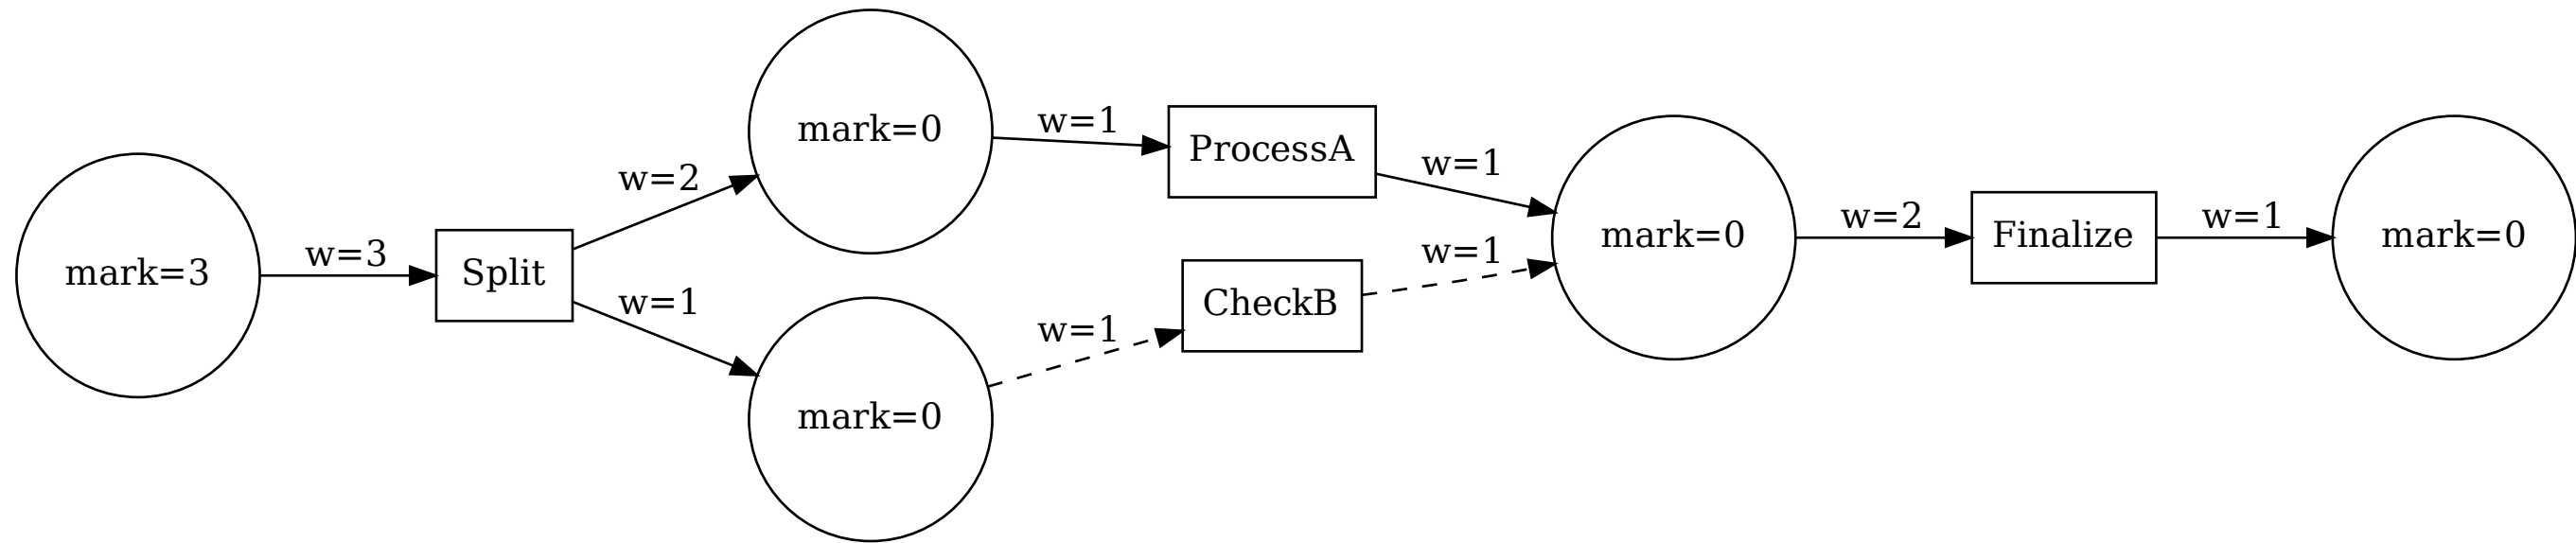 mark=3
w=3
Split
w=2
w=1
mark=0
mark=0
w=1
w=1
ProcessA
CheckB
w=1
w=1
mark=0
w=2
Finalize
w=1
mark=0